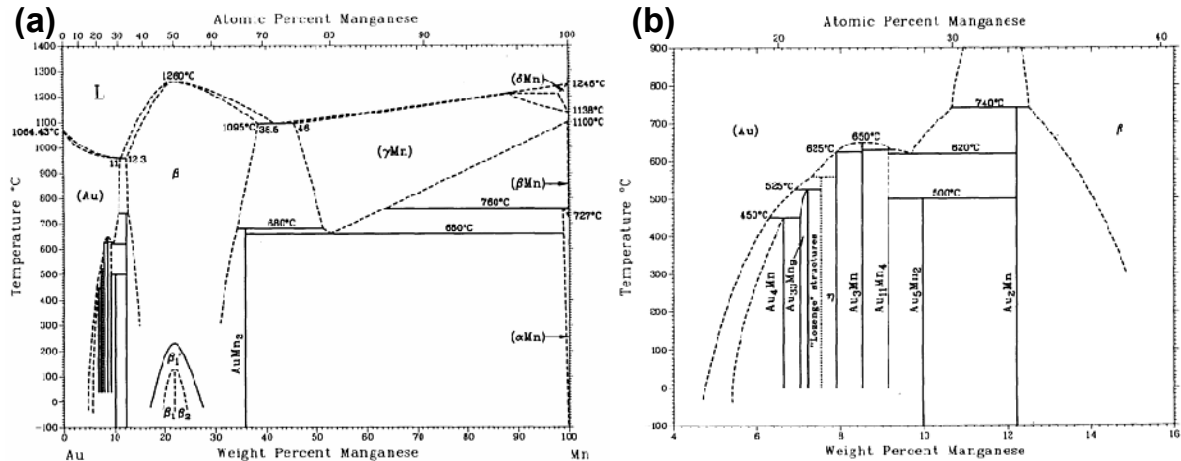 (a)
Atomic Percent Manganese
0 10 20 30 40 50 60 70 80 90 100
1400
1300
1200
1100
1000
900
800
700
600
500
400
300
200
100
0
-100
Temperature °C
L
1260°C
(δMn)
1246°C
1138°C
1100°C
1064.43°C
1095°C
38.6
46
11
12.3
(γMn)
β
(Au)
(βMn)
760°C
727°C
680°C
650°C
AuMn2
(αMn)
β1
β1 β2
0 10 20 30 40 50 60 70 80 90 100
Au
Weight Percent Manganese
Mn
(b)
Atomic Percent Manganese
20 30 40
900
800
700
600
500
400
300
200
100
0
100
Temperature °C
740°C
(Au)
β
650°C
625°C
620°C
525°C
500°C
450°C
Au4Mn
"Lozenge" structures
η
Au3Mn
Au11Mn4
Au5Mn2
Au2Mn
4 6 8 10 12 14 16
Weight Percent Manganese